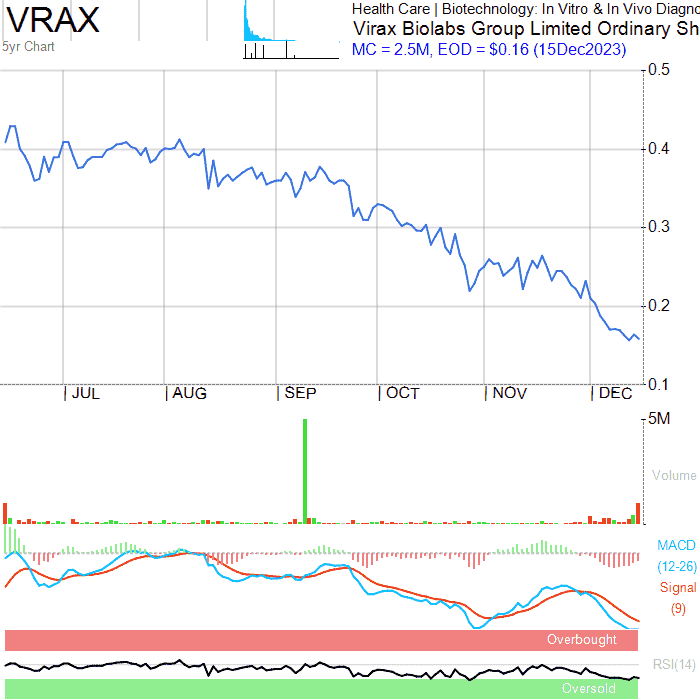 VRAX
5yr Chart
Health Care | Biotechnology: In Vitro & In Vivo Diagno
Virax Biolabs Group Limited Ordinary Sh
MC = 2.5M, EOD = $0.16 (15Dec2023)
0.5
0.4
0.3
0.2
0.1
JUL AUG SEP OCT NOV DEC
5M
Volume
MACD
(12-26)
Signal
(9)
Overbought
RSI(14)
Oversold